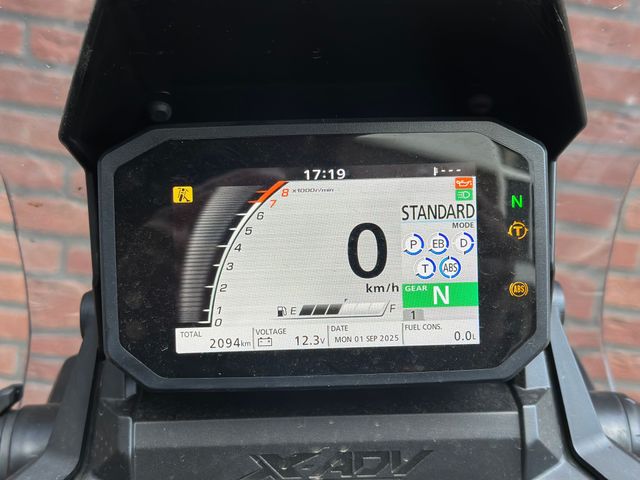 17:19
---
8 x1000r/min
7
6
5
4
3
2
1
0
0
km/h
STANDARD
MODE
P EB D
T ABS
GEAR
N
1
E F
TOTAL
2094km
VOLTAGE
12.3V
DATE
MON 01 SEP 2025
FUEL CONS.
0.0L
N
T
ABS
X-ADV